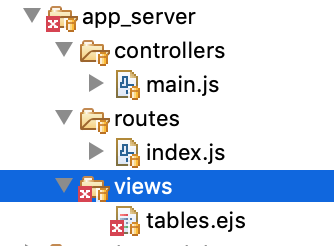 app_server
controllers
main.js
routes
index.js
views
tables.ejs